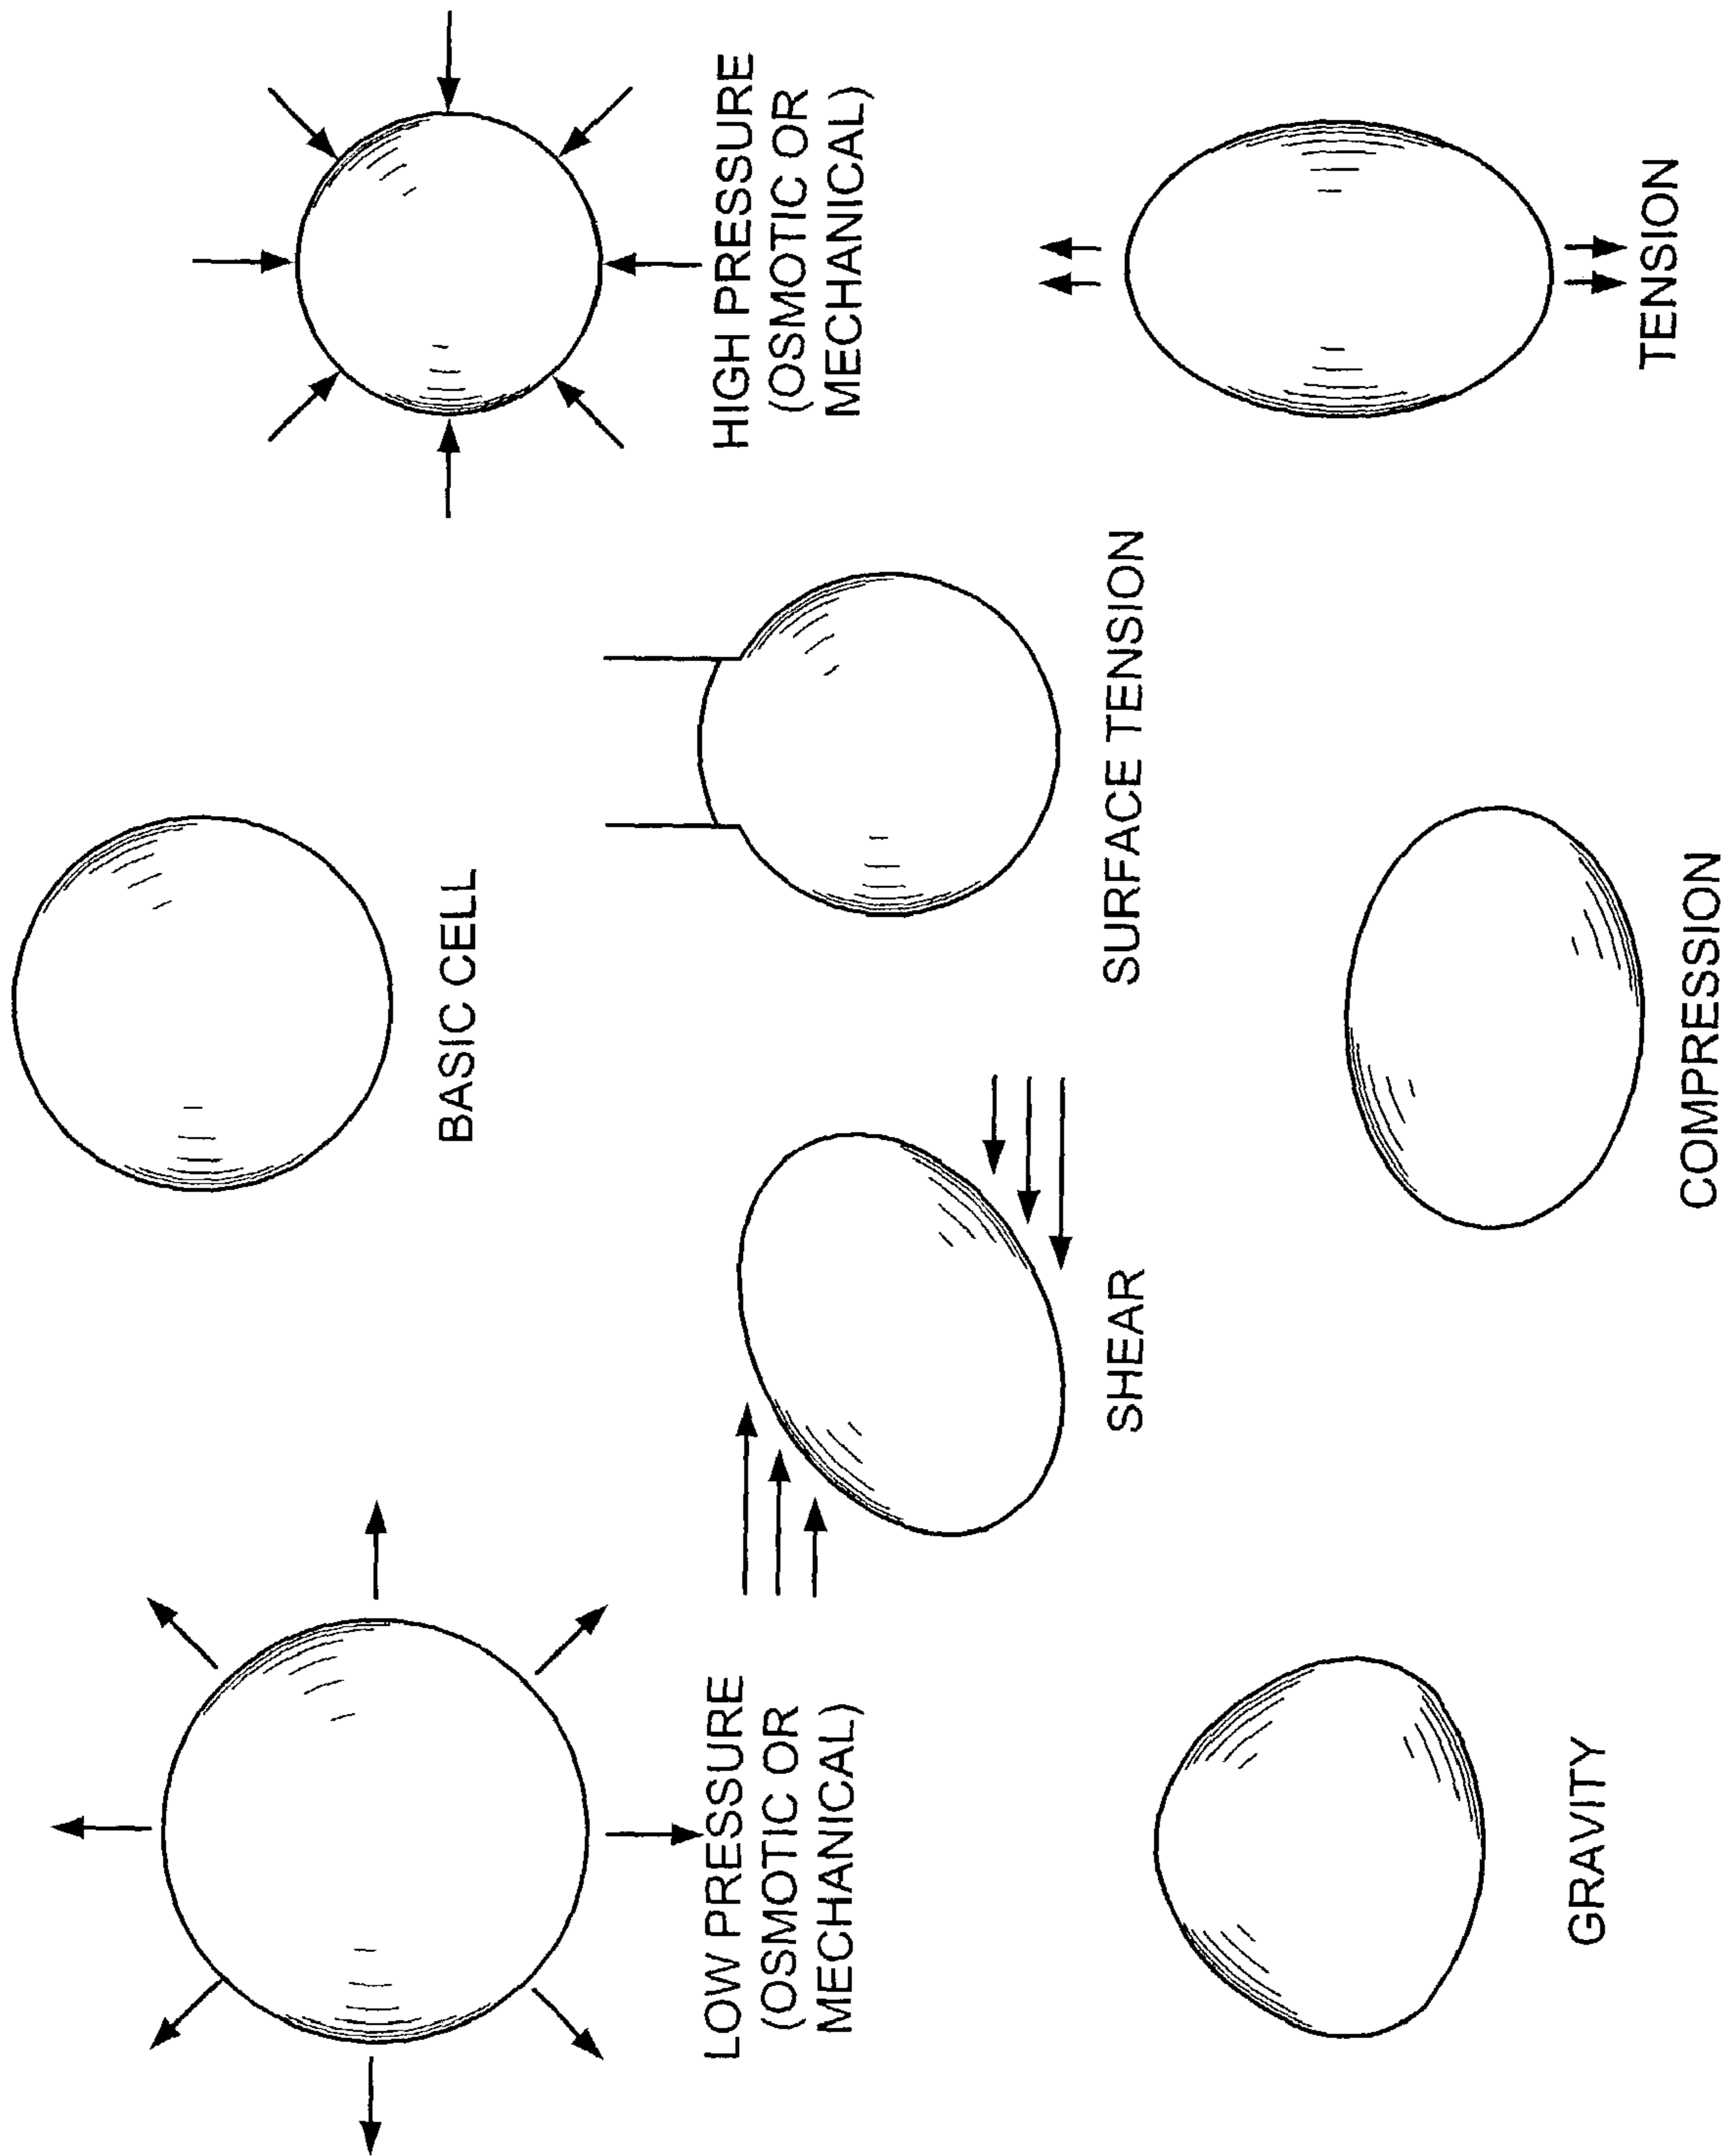 BASIC CELL
LOW PRESSURE
(OSMOTIC OR
MECHANICAL)
HIGH PRESSURE
(OSMOTIC OR
MECHANICAL)
SHEAR
SURFACE TENSION
GRAVITY
COMPRESSION
TENSION